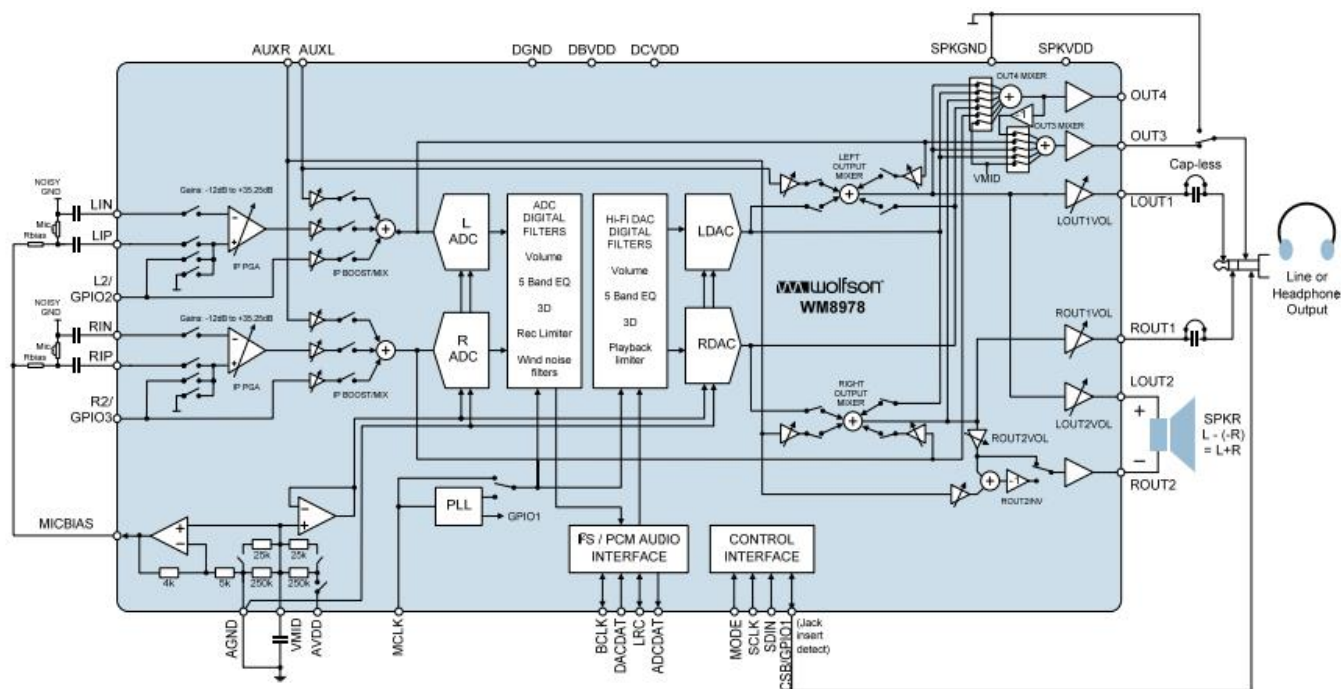 AUXR
AUXL
DGND
DBVDD
DCVDD
SPKGND
SPKVDD
OUT4 MIXER
OUT4
-1
OUT3 MIXER
OUT3
VMID
Cap-less
LEFT
OUTPUT
MIXER
LOUT1VOL
LOUT1
NOISY
GND
LIN
Mic
LIP
Rbias
Gains: -12dB to +35.25dB
IP PGA
IP BOOST/MIX
L2/
GPIO2
L
ADC
ADC
DIGITAL
FILTERS
Volume
5 Band EQ
3D
Rec Limiter
Wind noise
filters
Hi-Fi DAC
DIGITAL
FILTERS
Volume
5 Band EQ
3D
Playback
limiter
LDAC
wolfson®
WM8978
Line or
Headphone
Output
NOISY
GND
RIN
Mic
RIP
Rbias
Gains: -12dB to +35.25dB
IP PGA
IP BOOST/MIX
R2/
GPIO3
R
ADC
RDAC
ROUT1VOL
ROUT1
RIGHT
OUTPUT
MIXER
LOUT2
LOUT2VOL
ROUT2VOL
-1
ROUT2INV
ROUT2
+
−
SPKR
L - (-R)
= L+R
MICBIAS
PLL
GPIO1
25k
25k
4k
5k
250k
250k
I²S / PCM AUDIO
INTERFACE
CONTROL
INTERFACE
AGND
VMID
AVDD
MCLK
BCLK
DACDAT
LRC
ADCDAT
MODE
SCLK
SDIN
CSB/GPIO1
(Jack
insert
detect)